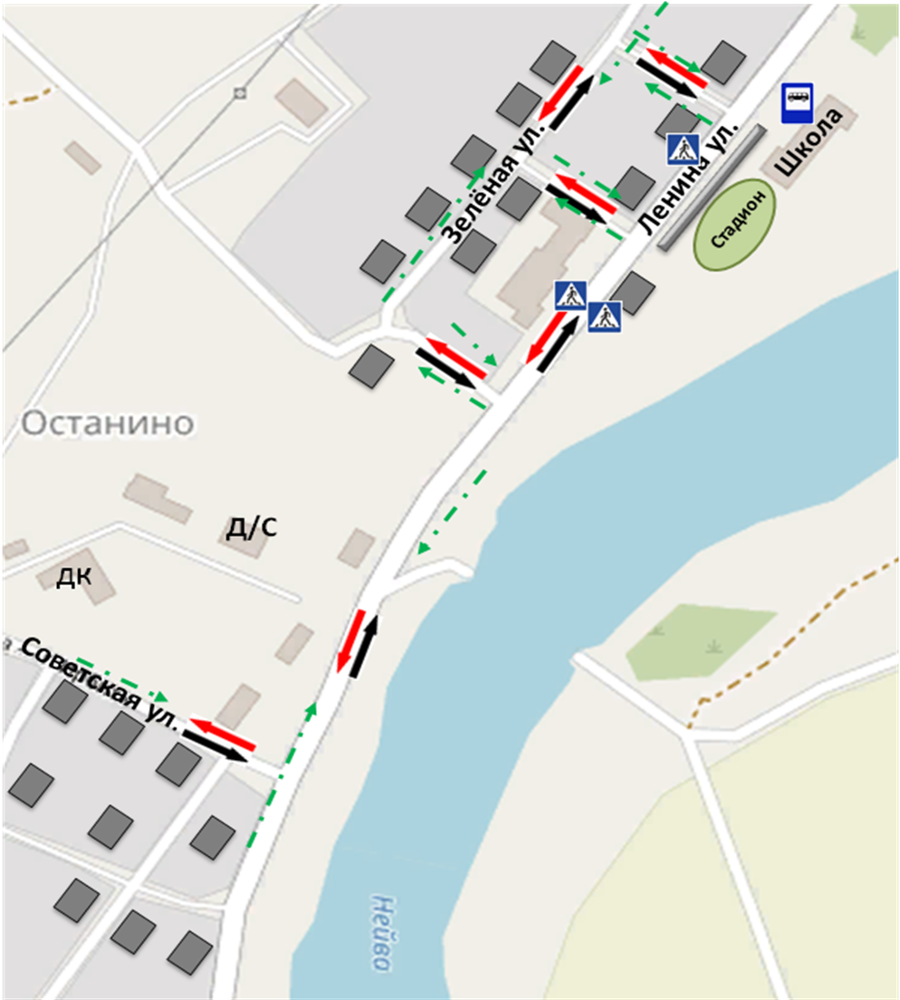 Школа
Ленина ул.
Зелёная ул.
Стадион
Останино
Д/С
ДК
а
Советская ул.
Нейво